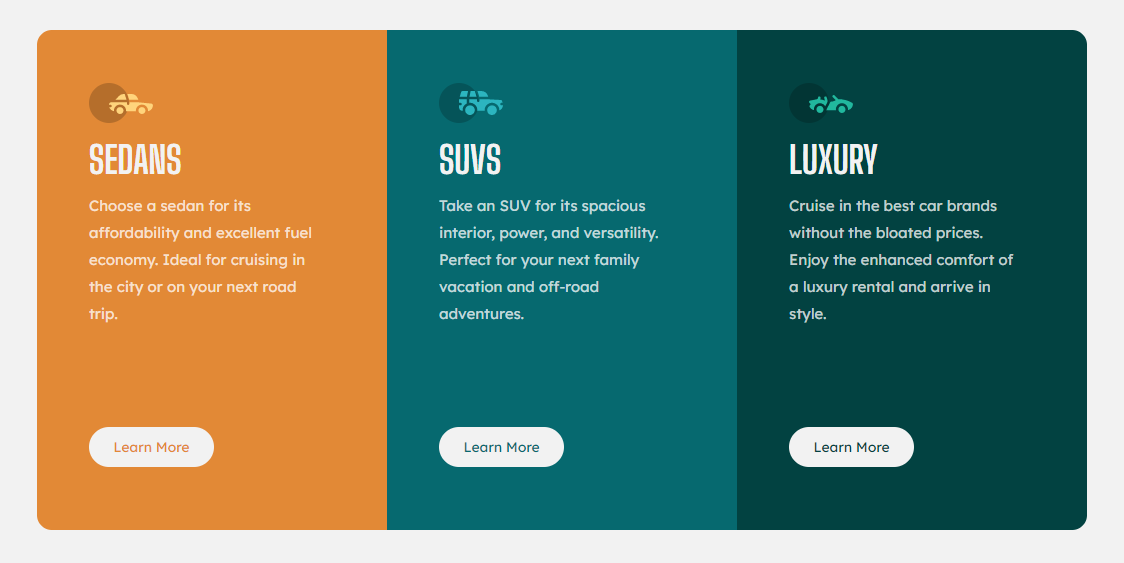 SEDANS
Choose a sedan for its
affordability and excellent fuel
economy. Ideal for cruising in
the city or on your next road
trip.
Learn More
SUVS
Take an SUV for its spacious
interior, power, and versatility.
Perfect for your next family
vacation and off-road
adventures.
Learn More
LUXURY
Cruise in the best car brands
without the bloated prices.
Enjoy the enhanced comfort of
a luxury rental and arrive in
style.
Learn More